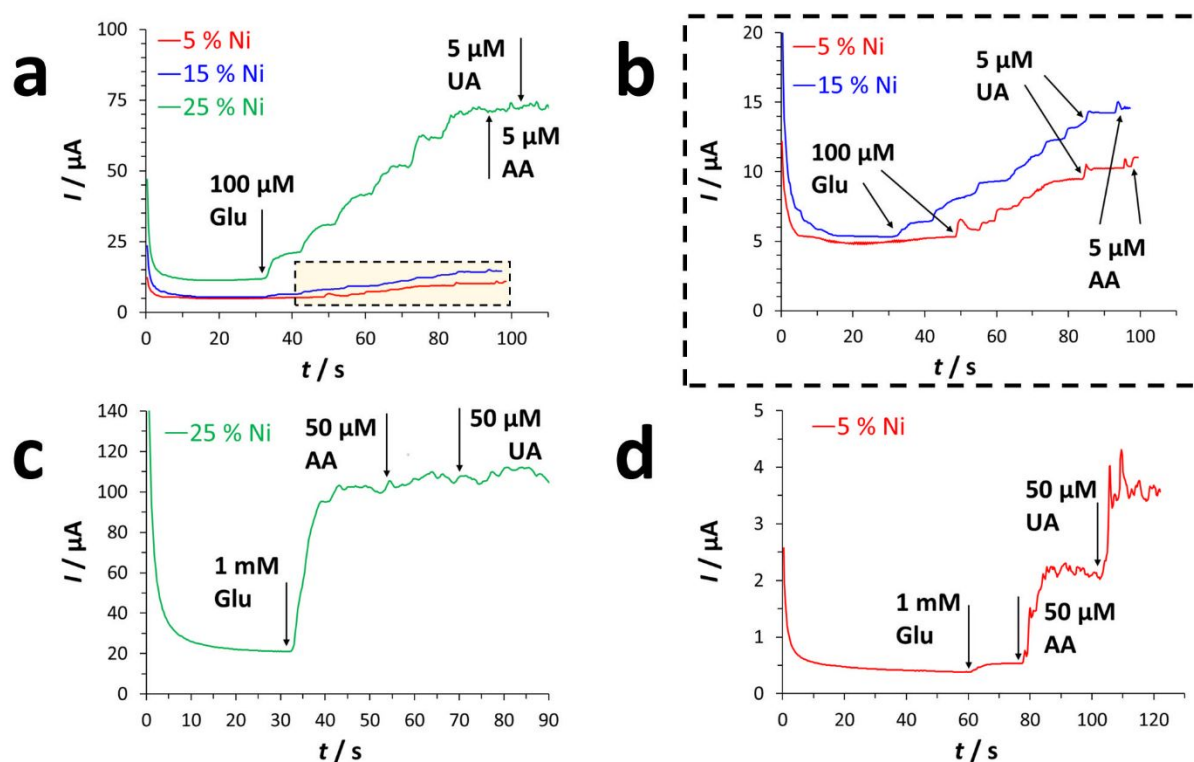 a
100
75
50
25
0
I / µA
5 % Ni
15 % Ni
25 % Ni
100 µM
Glu
5 µM
UA
5 µM
AA
0 20 40 60 80 100
t / s
b
20
15
10
5
0
I / µA
5 % Ni
15 % Ni
100 µM
Glu
5 µM
UA
5 µM
AA
0 20 40 60 80 100
t / s
c
140
120
100
80
60
40
20
0
I / µA
25 % Ni
1 mM
Glu
50 µM
AA
50 µM
UA
0 10 20 30 40 50 60 70 80 90
t / s
d
5
4
3
2
1
0
I / µA
5 % Ni
1 mM
Glu
50 µM
UA
50 µM
AA
0 20 40 60 80 100 120
t / s